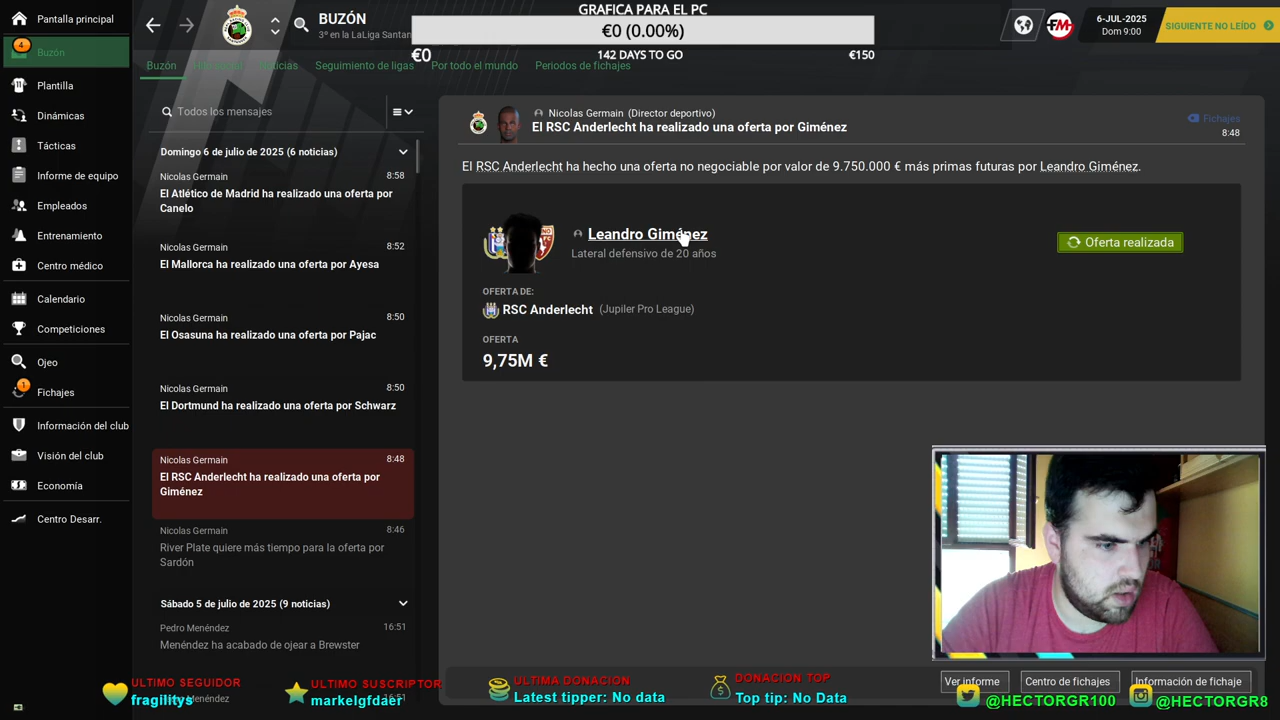 Pantalla principal
4
Buzón
Plantilla
Dinámicas
Tácticas
Informe de equipo
Empleados
Entrenamiento
Centro médico
Calendario
Competiciones
Ojeo
1
Fichajes
Información del club
Visión del club
Economía
Centro Desarr.
BUZÓN
3º en la LaLiga Santan
GRAFICA PARA EL PC
€0 (0.00%)
€0
142 DAYS TO GO
€150
FM
6-JUL-2025
Dom 9:00
SIGUIENTE NO LEÍDO
Buzón
Noticias
Seguimiento de ligas
Por todo el mundo
Periodos de fichajes
Todos los mensajes
Domingo 6 de julio de 2025 (6 noticias)
Nicolas Germain 8:58
El Atlético de Madrid ha realizado una oferta por
Canelo
Nicolas Germain 8:52
El Mallorca ha realizado una oferta por Ayesa
Nicolas Germain 8:50
El Osasuna ha realizado una oferta por Pajac
Nicolas Germain 8:50
El Dortmund ha realizado una oferta por Schwarz
Nicolas Germain 8:48
El RSC Anderlecht ha realizado una oferta por
Giménez
Nicolas Germain 8:46
River Plate quiere más tiempo para la oferta por
Sardón
Sábado 5 de julio de 2025 (9 noticias)
Pedro Menéndez 16:51
Menéndez ha acabado de ojear a Brewster
Menéndez
Nicolas Germain (Director deportivo)
El RSC Anderlecht ha realizado una oferta por Giménez
Fichajes
8:48
El RSC Anderlecht ha hecho una oferta no negociable por valor de 9.750.000 € más primas futuras por Leandro Giménez.
Leandro Giménez
Lateral defensivo de 20 años
Oferta realizada
OFERTA DE:
RSC Anderlecht (Jupiler Pro League)
OFERTA
9,75M €
Ver informe
Centro de fichajes
Información de fichaje
ULTIMO SEGUIDOR
fragilitys
ULTIMO SUSCRIPTOR
markelgfdaer
ULTIMA DONACION
Latest tipper: No data
DONACION TOP
Top tip: No Data
@HECTORGR100
@HECTORGR8